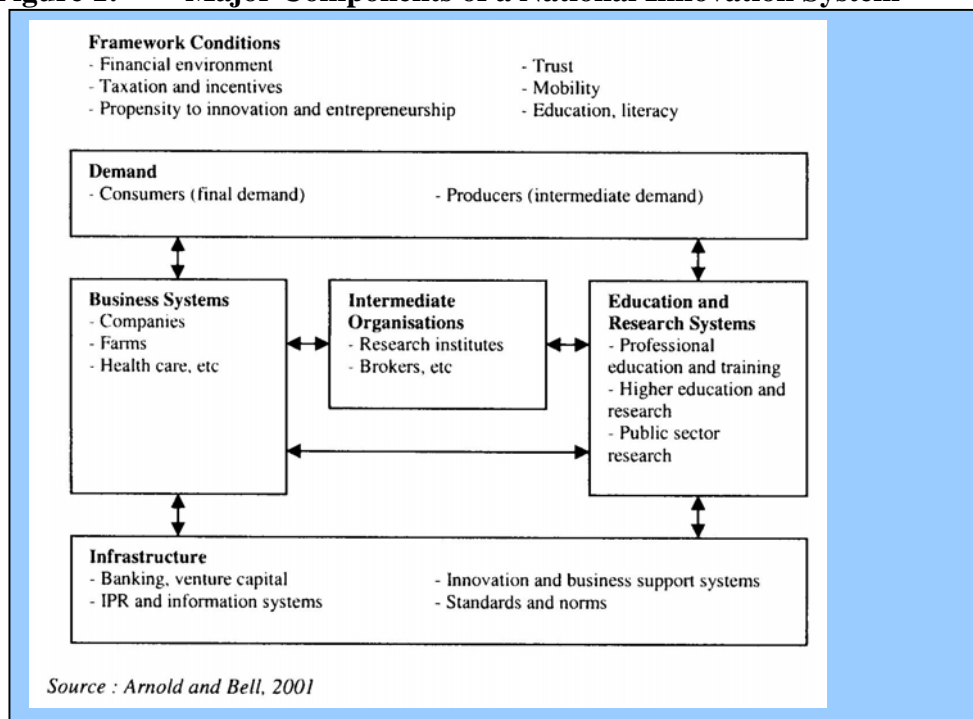 Major Components of a National Innovation System
Framework Conditions
- Financial environment
- Taxation and incentives
- Propensity to innovation and entrepreneurship
- Trust
- Mobility
- Education, literacy
Demand
- Consumers (final demand)
- Producers (intermediate demand)
Business Systems
- Companies
- Farms
- Health care, etc
Intermediate
Organisations
- Research institutes
- Brokers, etc
Education and
Research Systems
- Professional
education and training
- Higher education and
research
- Public sector
research
Infrastructure
- Banking, venture capital
- IPR and information systems
- Innovation and business support systems
- Standards and norms
Source : Arnold and Bell, 2001